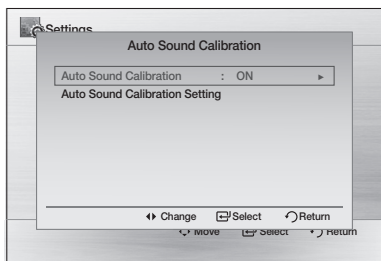 Settings
Auto Sound Calibration
Auto Sound Calibration : ON ►
Auto Sound Calibration Setting
Change Select Return
Move Select Return